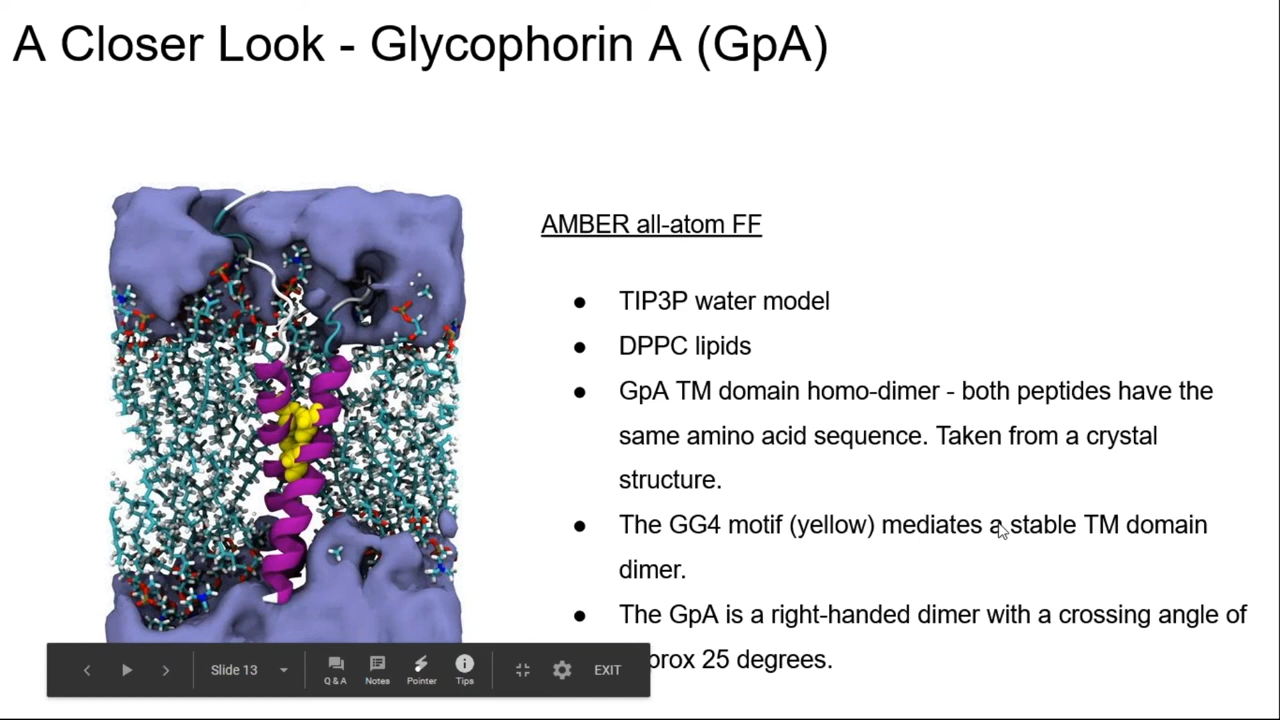 A Closer Look - Glycophorin A (GpA)
AMBER all-atom FF
● TIP3P water model
● DPPC lipids
● GpA TM domain homo-dimer - both peptides have the
same amino acid sequence. Taken from a crystal
structure.
● The GG4 motif (yellow) mediates a stable TM domain
dimer.
● The GpA is a right-handed dimer with a crossing angle of
prox 25 degrees.
Slide 13
Q & A Notes Pointer Tips EXIT